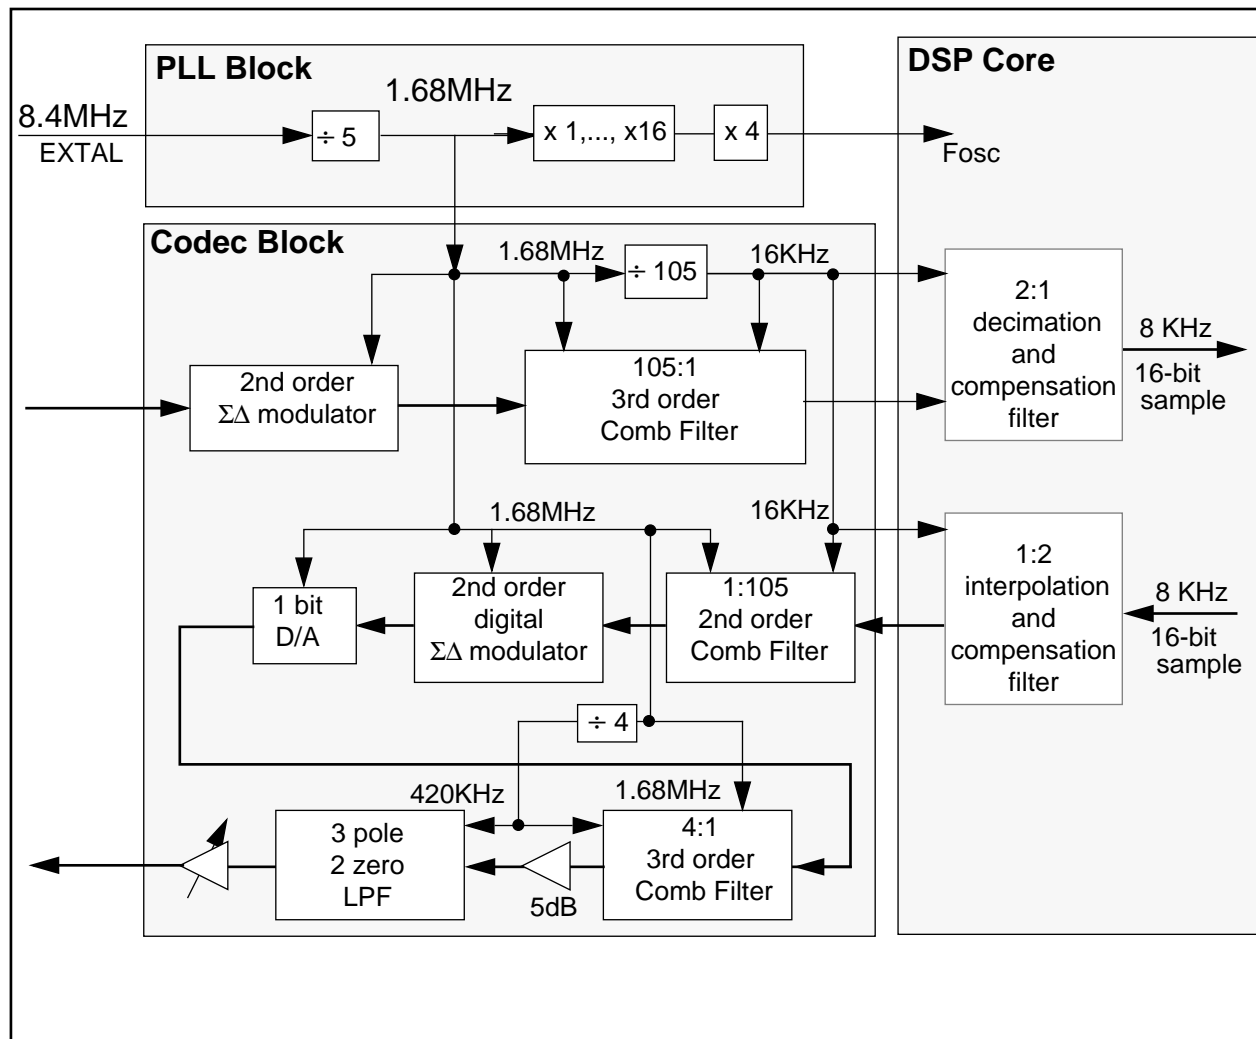 PLL Block
DSP Core
8.4MHz
EXTAL
÷ 5
1.68MHz
x 1,..., x16
x 4
Fosc
Codec Block
1.68MHz
÷ 105
16KHz
2nd order
ΣΔ modulator
105:1
3rd order
Comb Filter
2:1
decimation
and
compensation
filter
8 KHz
16-bit
sample
1.68MHz
16KHz
1 bit
D/A
2nd order
digital
ΣΔ modulator
1:105
2nd order
Comb Filter
1:2
interpolation
and
compensation
filter
8 KHz
16-bit
sample
÷ 4
420KHz
1.68MHz
3 pole
2 zero
LPF
5dB
4:1
3rd order
Comb Filter